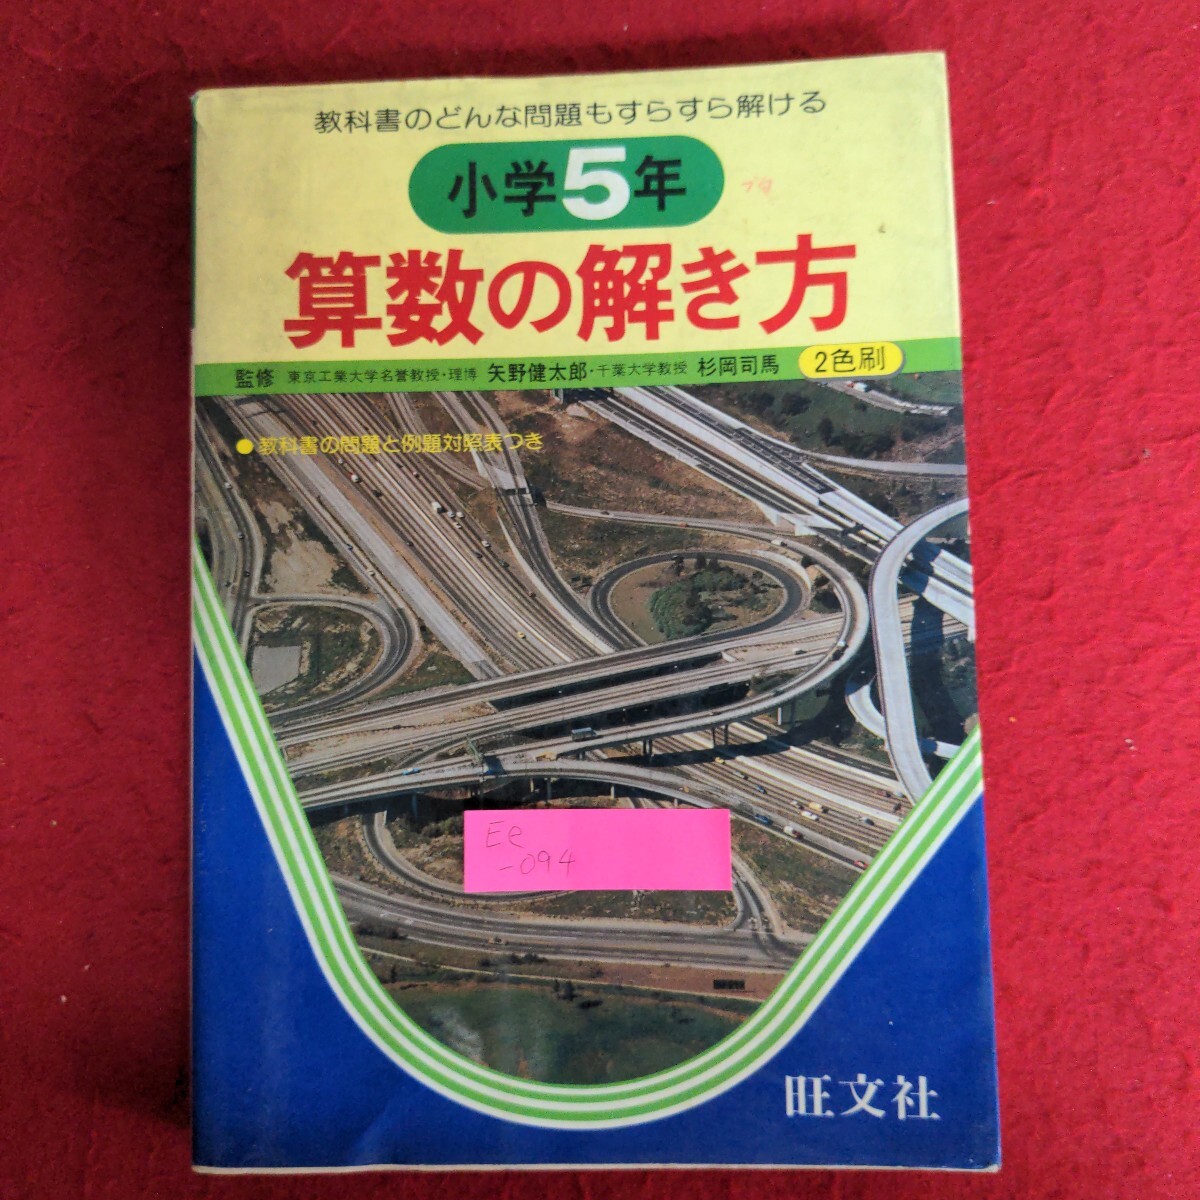 教科書のどんな問題もすらすら解ける
小学5年
算数の解き方
監修 東京工業大学名誉教授・理博 矢野健太郎・千葉大学教授 杉岡司馬 2色刷
●教科書の問題と例題対照表つき
Ee
-094
旺文社